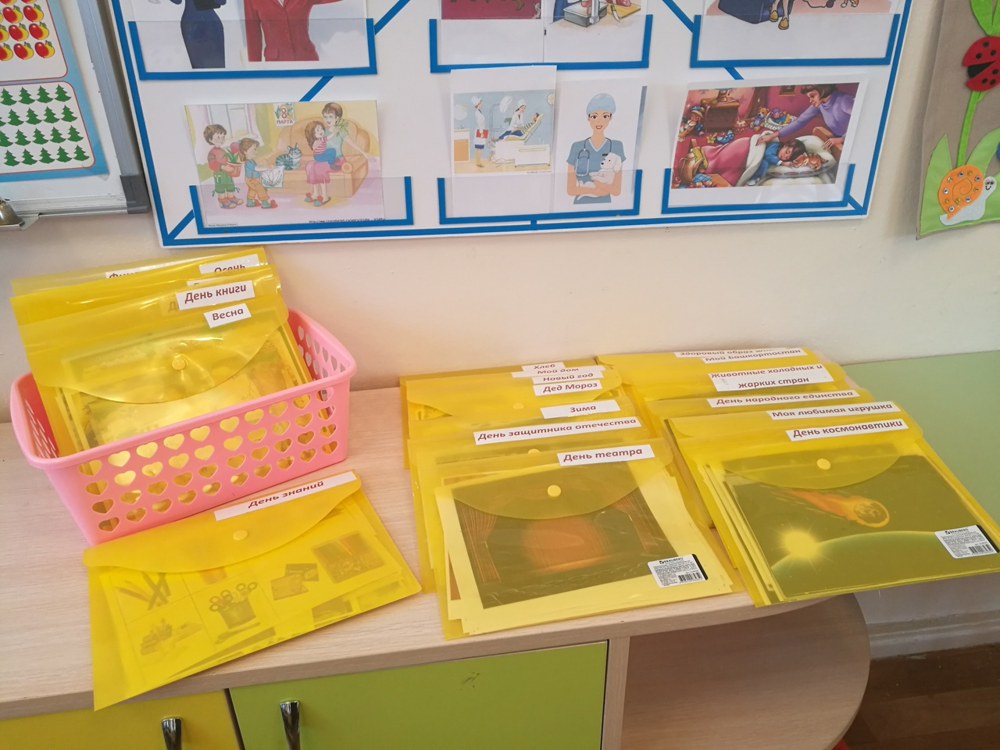 8
МАРТА
Осень
День книги
Весна
День знаний
Хлеб
Мой дом
Новый год
Дед Мороз
Зима
День защитника отечества
День театра
Здоровый образ
Мой Башкортостан
Животные холодных и
жарких стран
День народного единства
Моя любимая игрушка
День космонавтики
BRAUBERG
BRAUBERG